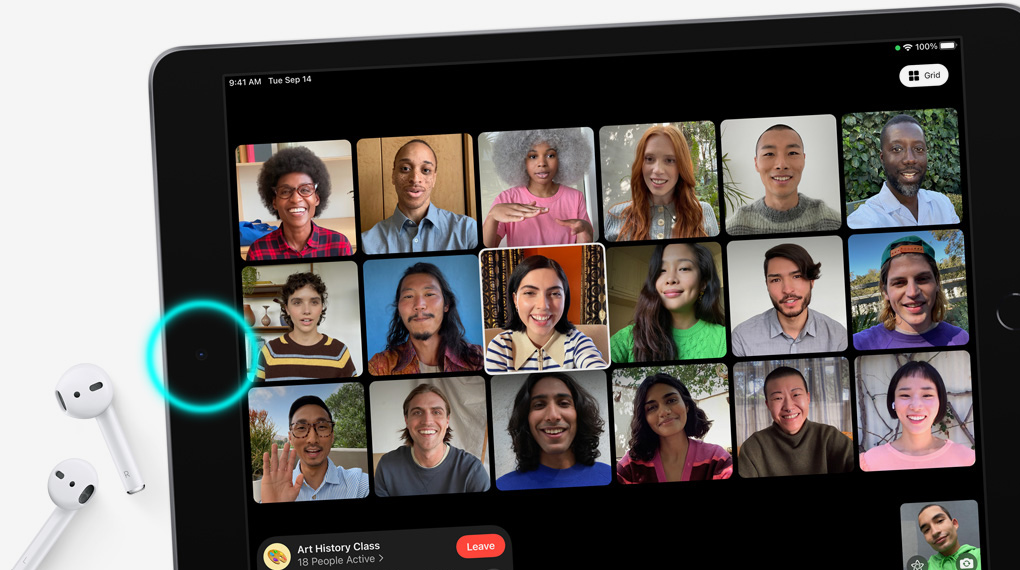 9:41 AM Tue Sep 14
100%
Grid
Art History Class
18 People Active >
Leave